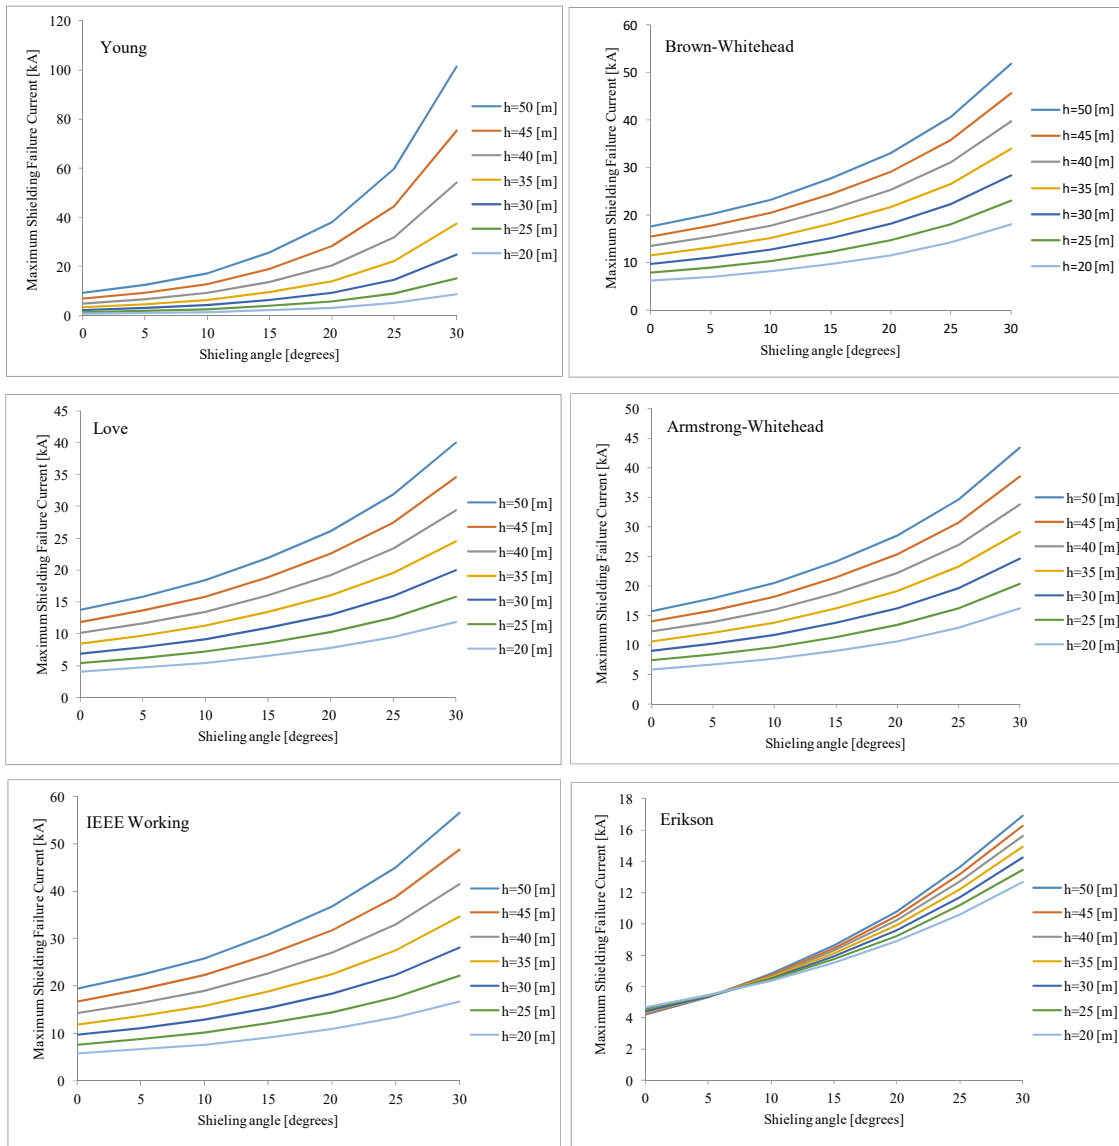 Young
Maximum Shielding Failure Current [kA]
120
100
80
60
40
20
0
0 5 10 15 20 25 30
Shieling angle [degrees]
h=50 [m]
h=45 [m]
h=40 [m]
h=35 [m]
h=30 [m]
h=25 [m]
h=20 [m]
Brown-Whitehead
Maximum Shielding Failure Current [kA]
60
50
40
30
20
10
0
0 5 10 15 20 25 30
Shieling angle [degrees]
h=50 [m]
h=45 [m]
h=40 [m]
h=35 [m]
h=30 [m]
h=25 [m]
h=20 [m]
Love
Maximum Shielding Failure Current [kA]
45
40
35
30
25
20
15
10
5
0
0 5 10 15 20 25 30
Shieling angle [degrees]
h=50 [m]
h=45 [m]
h=40 [m]
h=35 [m]
h=30 [m]
h=25 [m]
h=20 [m]
Armstrong-Whitehead
Maximum Shielding Failure Current [kA]
50
45
40
35
30
25
20
15
10
5
0
0 5 10 15 20 25 30
Shieling angle [degrees]
h=50 [m]
h=45 [m]
h=40 [m]
h=35 [m]
h=30 [m]
h=25 [m]
h=20 [m]
IEEE Working
Maximum Shielding Failure Current [kA]
60
50
40
30
20
10
0
0 5 10 15 20 25 30
Shieling angle [degrees]
h=50 [m]
h=45 [m]
h=40 [m]
h=35 [m]
h=30 [m]
h=25 [m]
h=20 [m]
Erikson
Maximum Shielding Failure Current [kA]
18
16
14
12
10
8
6
4
2
0
0 5 10 15 20 25 30
Shieling angle [degrees]
h=50 [m]
h=45 [m]
h=40 [m]
h=35 [m]
h=30 [m]
h=25 [m]
h=20 [m]